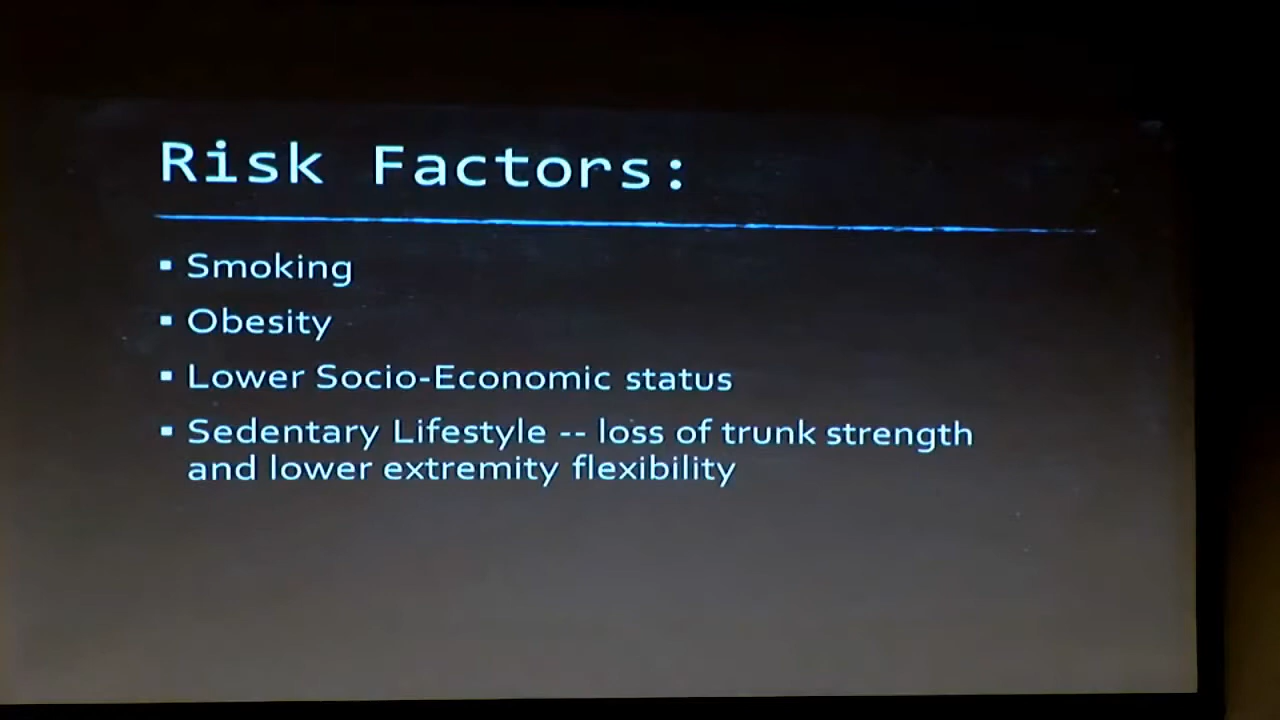 Risk Factors:
▪ Smoking
▪ Obesity
▪ Lower Socio-Economic status
▪ Sedentary Lifestyle -- loss of trunk strength
and lower extremity flexibility